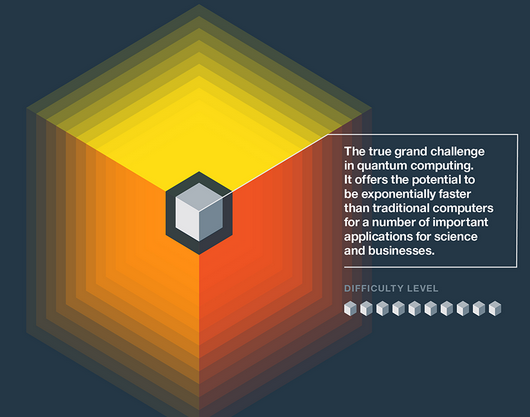 The true grand challenge
in quantum computing.
It offers the potential to
be exponentially faster
than traditional computers
for a number of important
applications for science
and businesses.
DIFFICULTY LEVEL